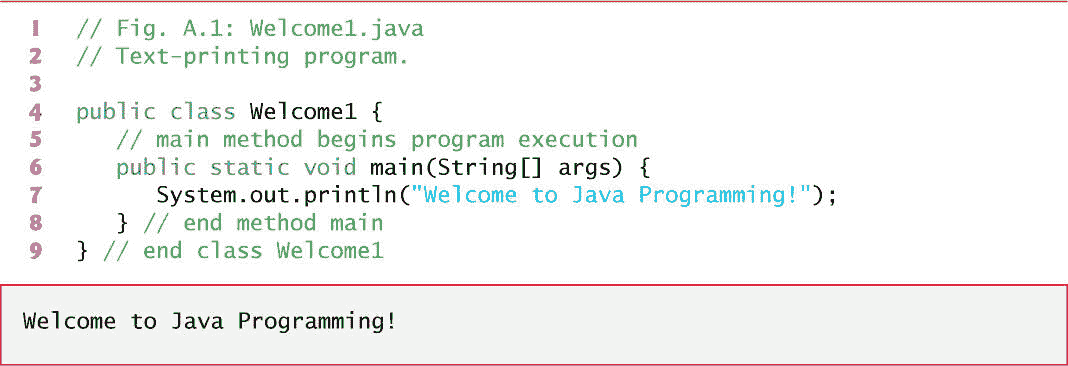 1 // Fig. A.1: Welcome1.java
2 // Text-printing program.
3
4 public class Welcome1 {
5    // main method begins program execution
6    public static void main(String[] args) {
7       System.out.println("Welcome to Java Programming!");
8    } // end method main
9 } // end class Welcome1
Welcome to Java Programming!